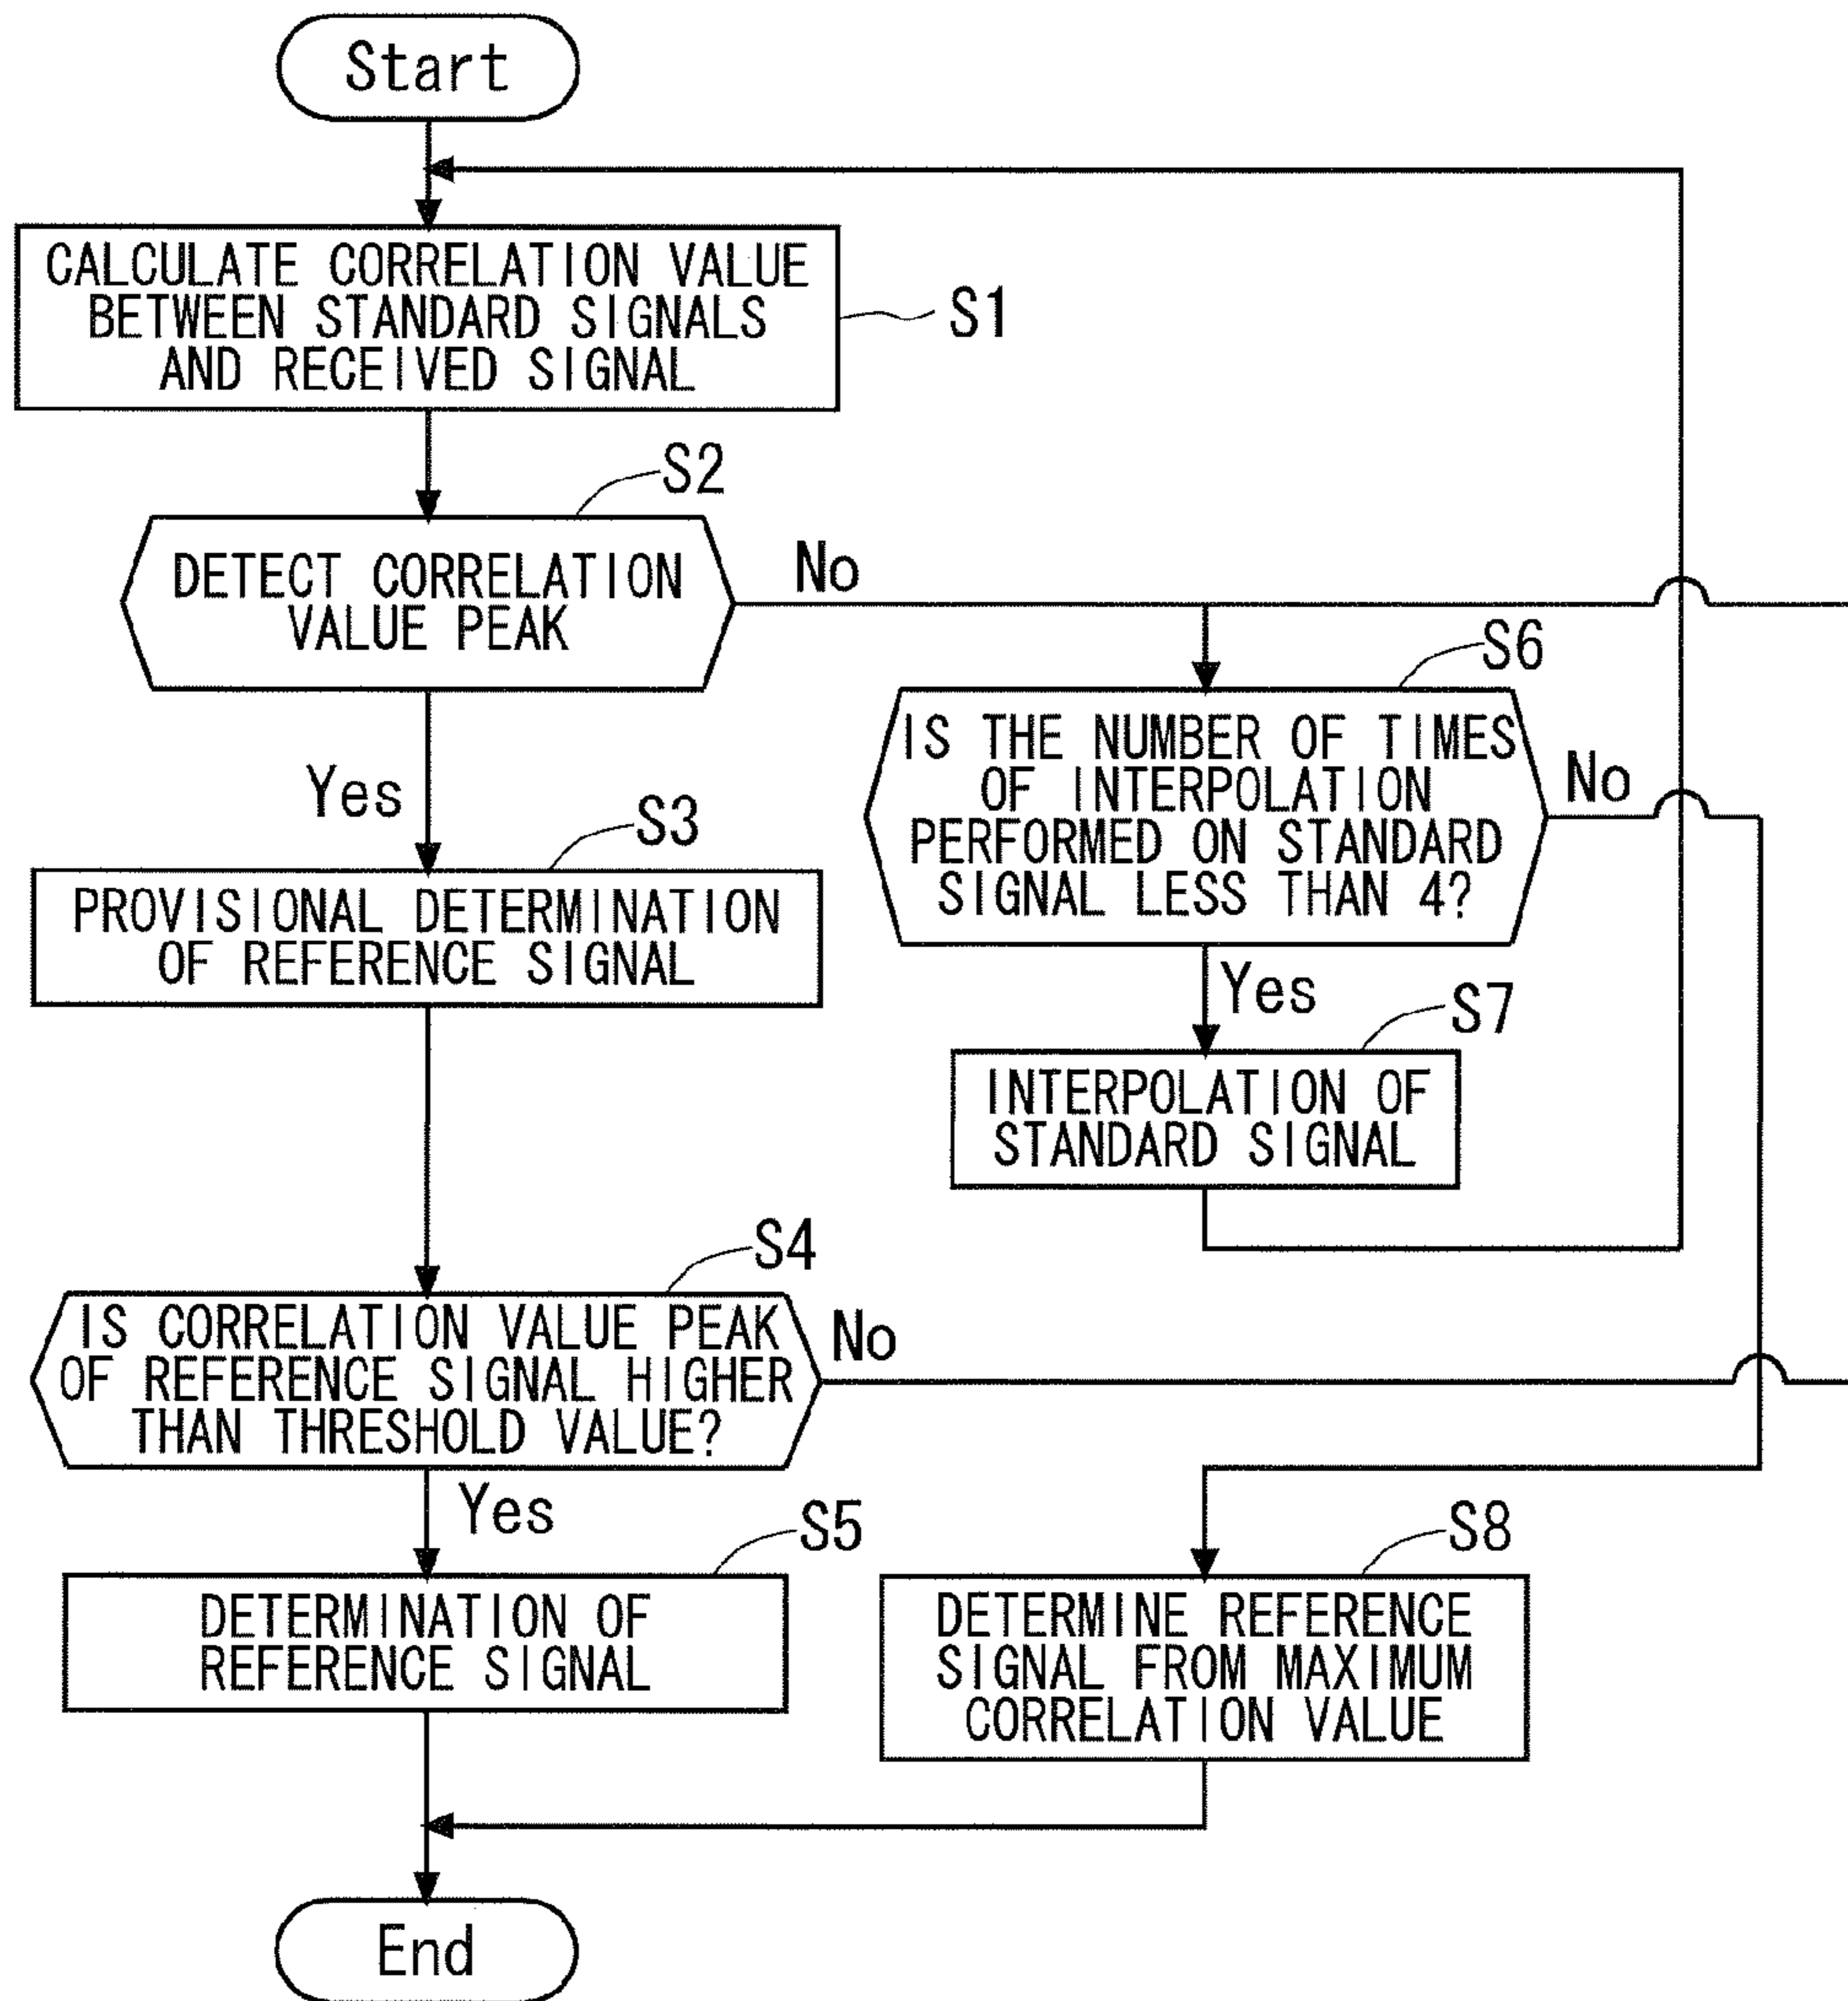 Start
CALCULATE CORRELATION VALUE
BETWEEN STANDARD SIGNALS
AND RECEIVED SIGNAL
S1
S2
DETECT CORRELATION
VALUE PEAK
No
Yes
S3
PROVISIONAL DETERMINATION
OF REFERENCE SIGNAL
S6
IS THE NUMBER OF TIMES
OF INTERPOLATION
PERFORMED ON STANDARD
SIGNAL LESS THAN 4?
No
Yes
S7
INTERPOLATION OF
STANDARD SIGNAL
S4
IS CORRELATION VALUE PEAK
OF REFERENCE SIGNAL HIGHER
THAN THRESHOLD VALUE?
No
Yes
S5
DETERMINATION OF
REFERENCE SIGNAL
S8
DETERMINE REFERENCE
SIGNAL FROM MAXIMUM
CORRELATION VALUE
End